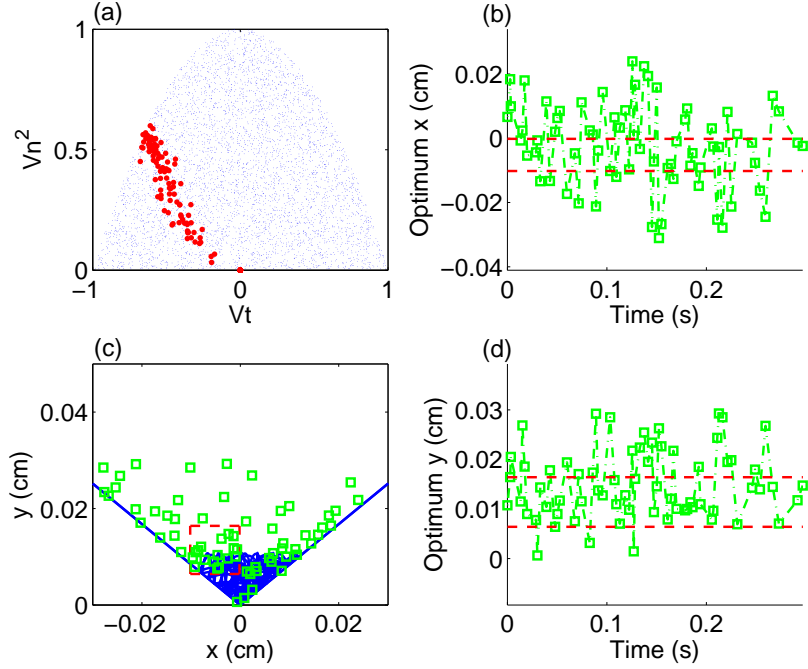 (a)
1
0.5
0
Vn²
−1
0
1
Vt
(b)
0.02
0
−0.02
−0.04
Optimum x (cm)
0
0.1
0.2
Time (s)
(c)
0.04
0.02
0
y (cm)
−0.02
0
0.02
x (cm)
(d)
0.03
0.02
0.01
0
Optimum y (cm)
0
0.1
0.2
Time (s)